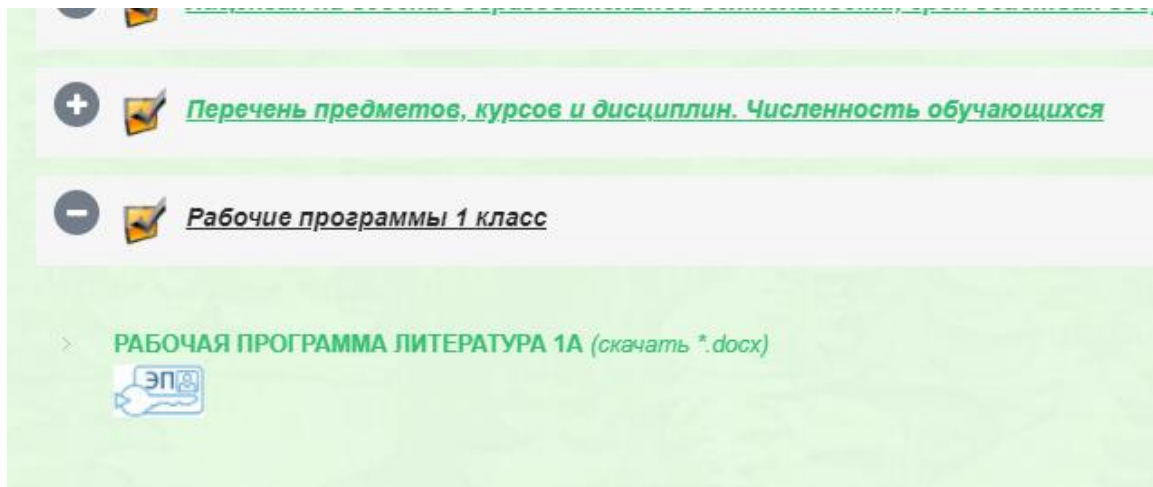 Перечень предметов, курсов и дисциплин. Численность обучающихся
Рабочие программы 1 класс
РАБОЧАЯ ПРОГРАММА ЛИТЕРАТУРА 1А (скачать *.docx)
ЭП